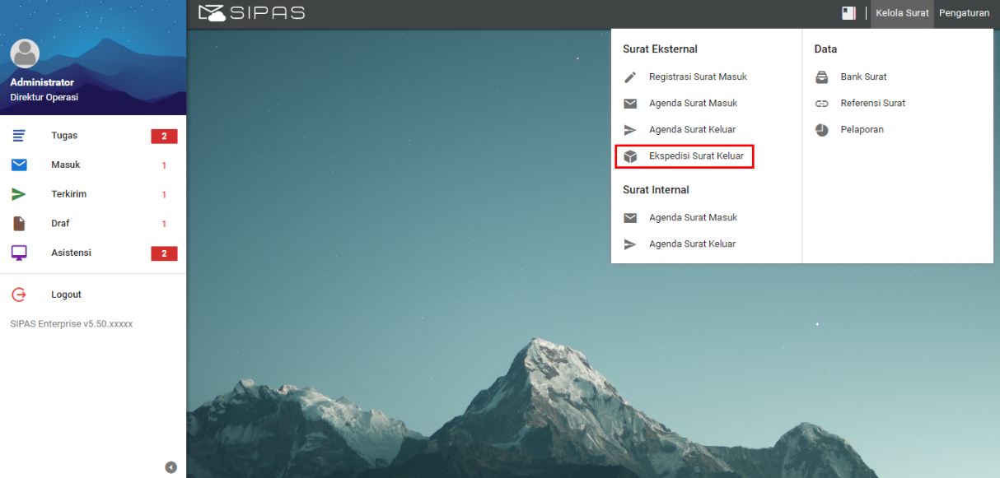 SIPAS
Kelola Surat
Pengaturan
Administrator
Direktur Operasi
Tugas 2
Masuk 1
Terkirim 1
Draf 1
Asistensi 2
Logout
SIPAS Enterprise v5.50.xxxxx
Surat Eksternal
Registrasi Surat Masuk
Agenda Surat Masuk
Agenda Surat Keluar
Ekspedisi Surat Keluar
Surat Internal
Agenda Surat Masuk
Agenda Surat Keluar
Data
Bank Surat
Referensi Surat
Pelaporan